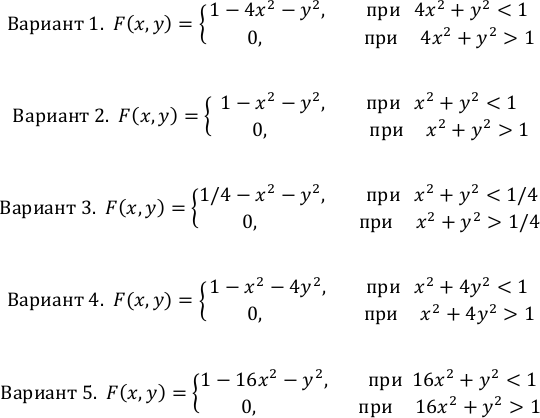 Вариант 1. F(x, y) = { 1 − 4x² − y², при 4x² + y² < 1
0, при 4x² + y² > 1
Вариант 2. F(x, y) = { 1 − x² − y², при x² + y² < 1
0, при x² + y² > 1
Вариант 3. F(x, y) = { 1/4 − x² − y², при x² + y² < 1/4
0, при x² + y² > 1/4
Вариант 4. F(x, y) = { 1 − x² − 4y², при x² + 4y² < 1
0, при x² + 4y² > 1
Вариант 5. F(x, y) = { 1 − 16x² − y², при 16x² + y² < 1
0, при 16x² + y² > 1